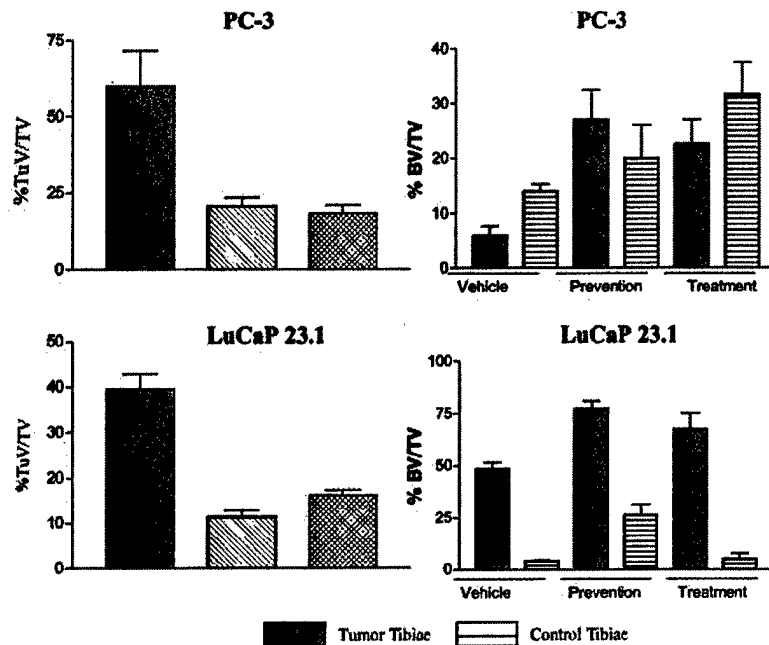 PC-3
75
50
25
0
%TuV/TV
PC-3
40
30
20
10
0
% BV/TV
Vehicle Prevention Treatment
LuCaP 23.1
50
40
30
20
10
0
%TuV/TV
LuCaP 23.1
100
75
50
25
0
% BV/TV
Vehicle Prevention Treatment
Tumor Tibiae Control Tibiae